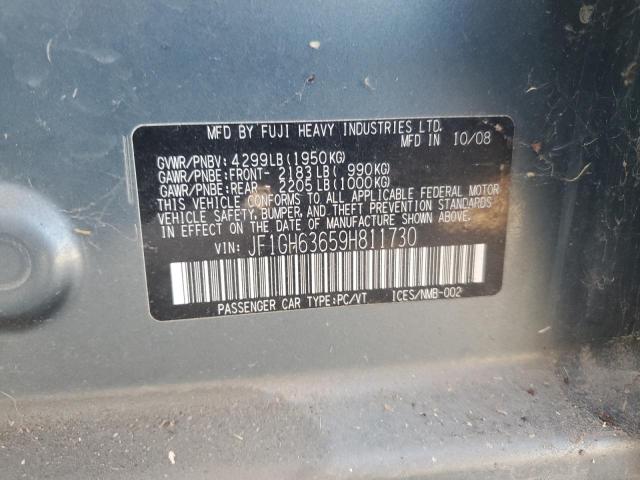 MFD BY FUJI HEAVY INDUSTRIES LTD.
MFD IN 10/08
GVWR/PNBV: 4299LB(1950KG)
GAWR/PNBE:FRONT- 2183LB( 990KG)
GAWR/PNBE:REAR - 2205LB(1000KG)
THIS VEHICLE CONFORMS TO ALL APPLICABLE FEDERAL MOTOR
VEHICLE SAFETY, BUMPER, AND THEFT PREVENTION STANDARDS
IN EFFECT ON THE DATE OF MANUFACTURE SHOWN ABOVE.
VIN: JF1GH63659H811730
PASSENGER CAR TYPE:PC/VT ICES/NMB-002